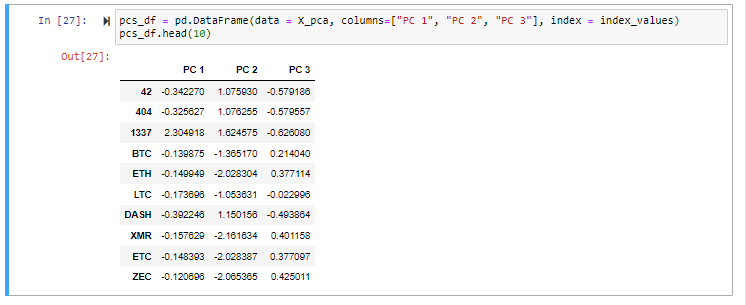 In [27]: pcs_df = pd.DataFrame(data = X_pca, columns=["PC 1", "PC 2", "PC 3"], index = index_values)
pcs_df.head(10)
Out[27]:
PC 1 PC 2 PC 3
42 -0.342270 1.075930 -0.579186
404 -0.325627 1.076255 -0.579557
1337 2.304918 1.624575 -0.626080
BTC -0.139875 -1.365170 0.214040
ETH -0.149949 -2.028304 0.377114
LTC -0.173696 -1.053631 -0.022996
DASH -0.392246 1.150156 -0.493864
XMR -0.157629 -2.161634 0.401158
ETC -0.148393 -2.028387 0.377097
ZEC -0.120696 -2.065365 0.425011